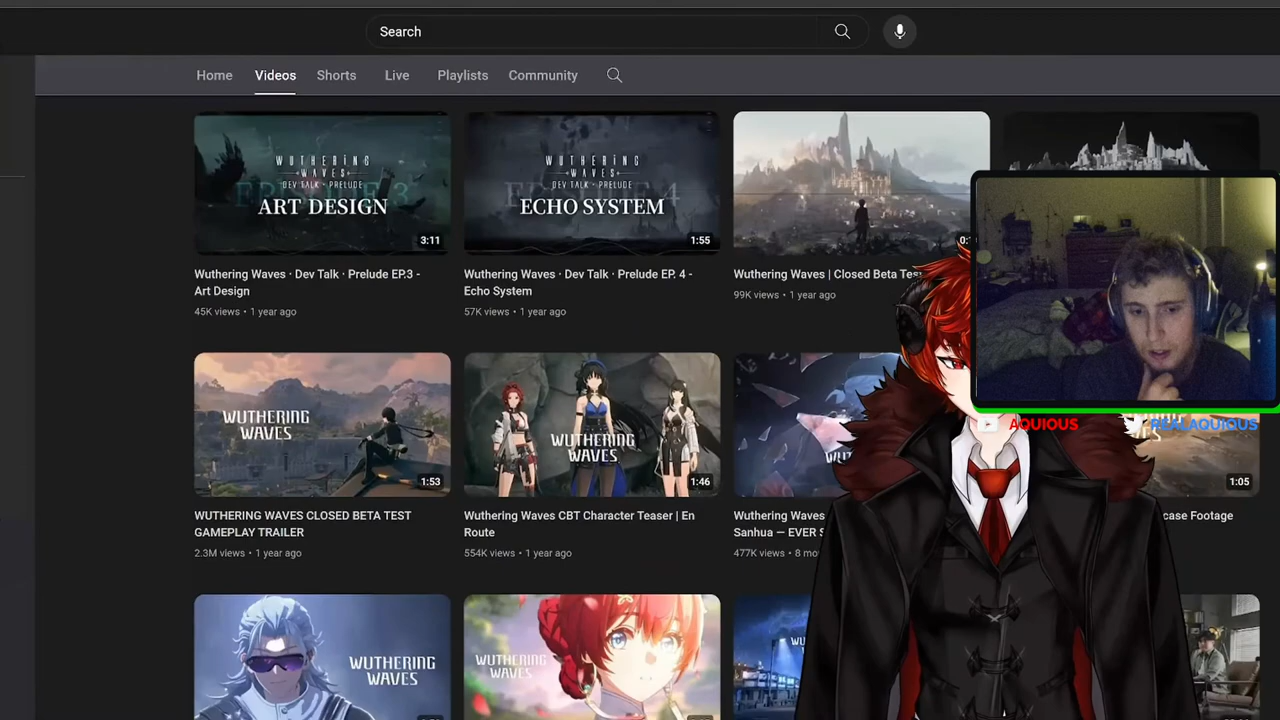 Search
Home Videos Shorts Live Playlists Community
WUTHERING
WAVES
DEV TALK · PRELUDE
ART DESIGN
3:11
WUTHERING
WAVES
DEV TALK · PRELUDE
ECHO SYSTEM
1:55
Wuthering Waves · Dev Talk · Prelude EP.3 -
Art Design
45K views • 1 year ago
Wuthering Waves · Dev Talk · Prelude EP. 4 -
Echo System
57K views • 1 year ago
Wuthering Waves | Closed Beta
99K views • 1 year ago
AQUIOUS
REALAQUIOUS
WUTHERING
WAVES
1:53
WUTHERING
WAVES
1:46
1:05
WUTHERING WAVES CLOSED BETA TEST
GAMEPLAY TRAILER
2.3M views • 1 year ago
Wuthering Waves CBT Character Teaser | En
Route
554K views • 1 year ago
Wuthering Waves
Sanhua — EVER
477K views • 8
case Footage
WUTHERING
WAVES
WUTHERING
WAVES